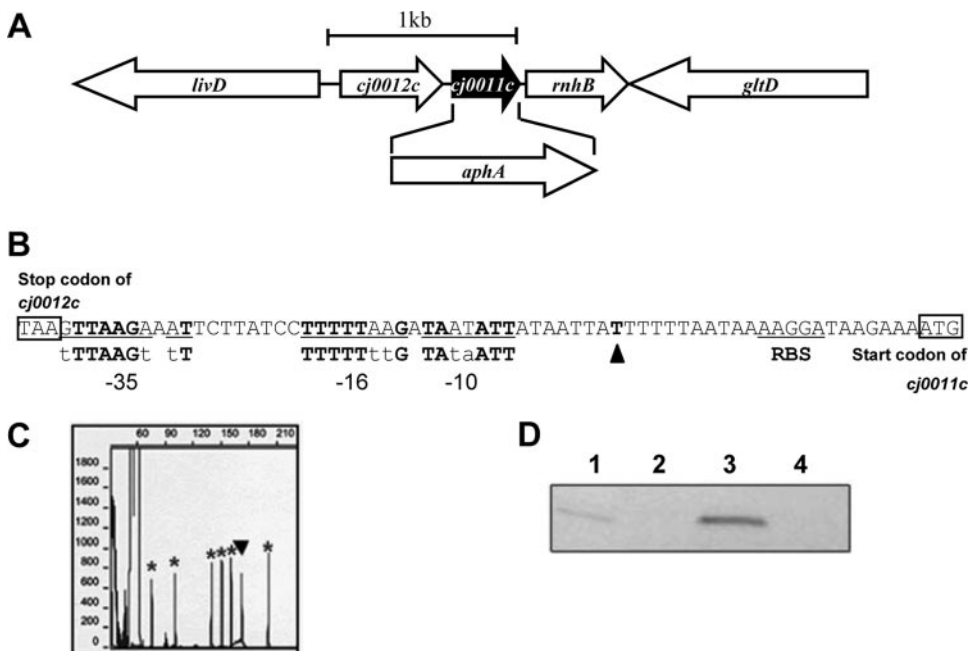 A
1kb
livD cj0012c cj0011c rnhB gltD
aphA
B
Stop codon of
cj0012c
TAAGTTAAGAAATTCTTATCCTTTTTAAGATAATATTATAATTATTTTTTAATAAAAGGATAAGAAAATG
tTTAAGt tT TTTTTttG TAtaATT RBS Start codon of
-35 -16 -10 cj0011c
C
60 90 120 150 180 210
1800
1600
1400
1200
1000
800
600
400
200
0
* * * * * *
D
1 2 3 4